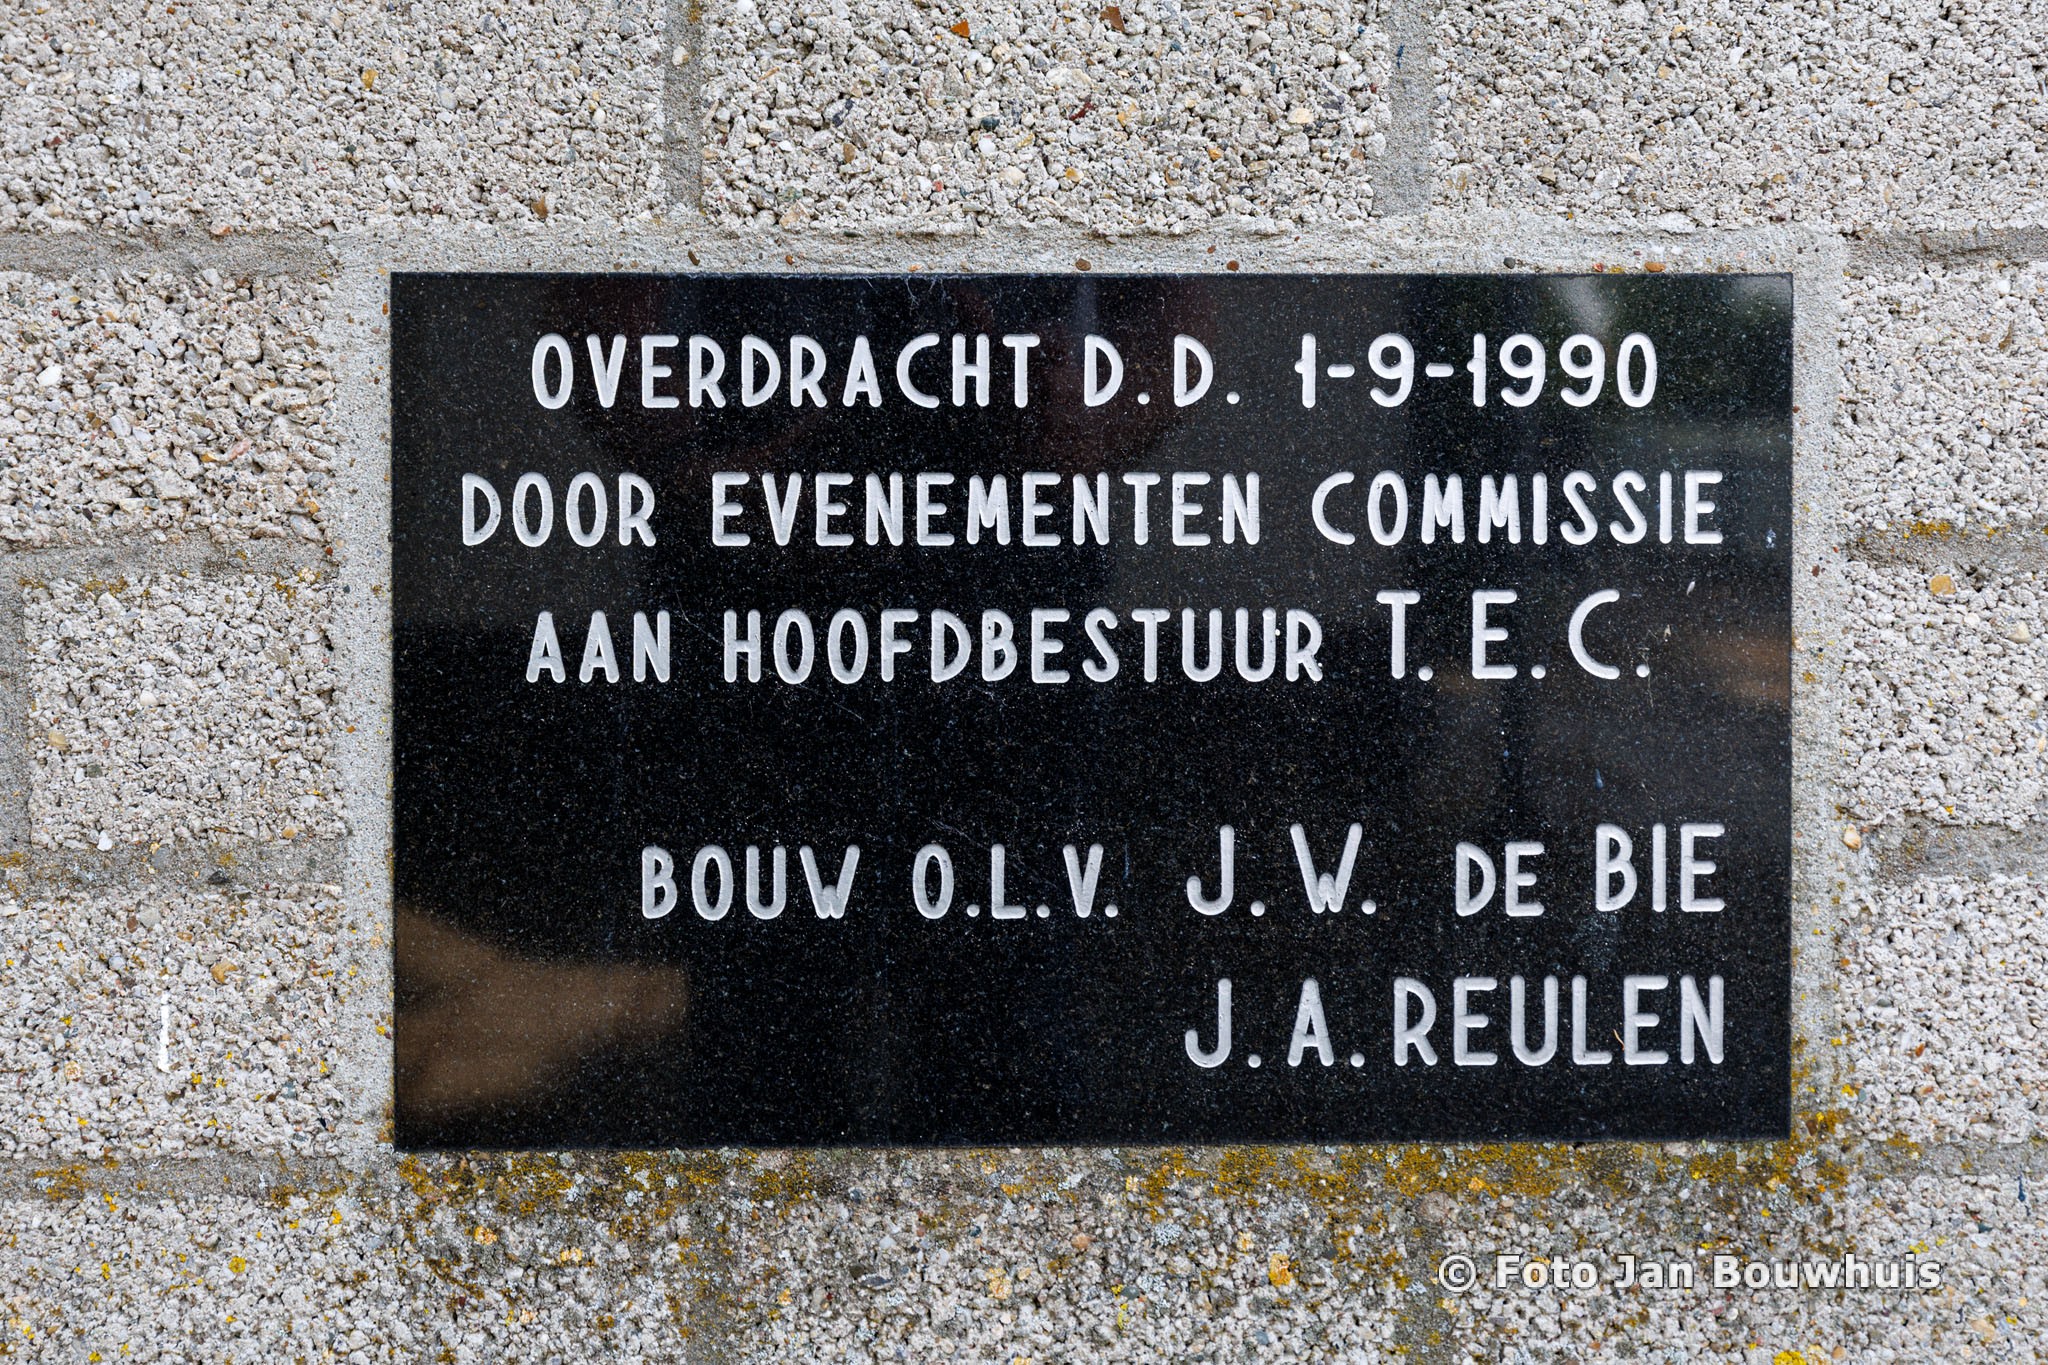 OVERDRACHT D.D. 1-9-1990
DOOR EVENEMENTEN COMMISSIE
AAN HOOFDBESTUUR T.E.C.
BOUW O.L.V. J.W. DE BIE
J.A. REULEN
© Foto Jan Bouwhuis